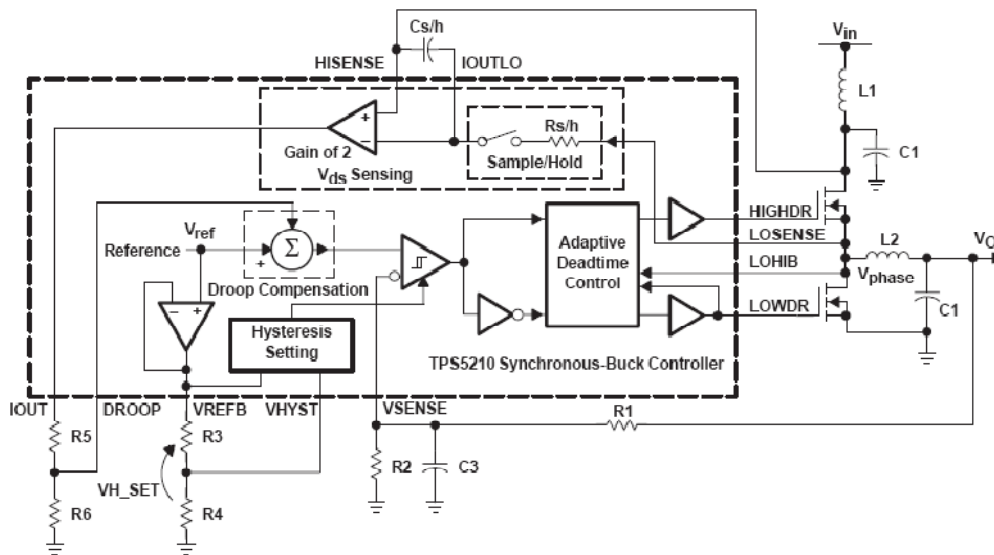 Cs/h
Vin
HISENSE
IOUTLO
L1
Rs/h
C1
Gain of 2
Sample/Hold
Vds Sensing
HIGHDR
Vref
Reference
Σ
Adaptive
Deadtime
Control
LOSENSE
L2
VO
LOHIB
Vphase
Droop Compensation
LOWDR
C1
Hysteresis
Setting
TPS5210 Synchronous-Buck Controller
IOUT
DROOP
VREFB
VHYST
VSENSE
R1
R5
R3
R2
C3
VH_SET
R6
R4